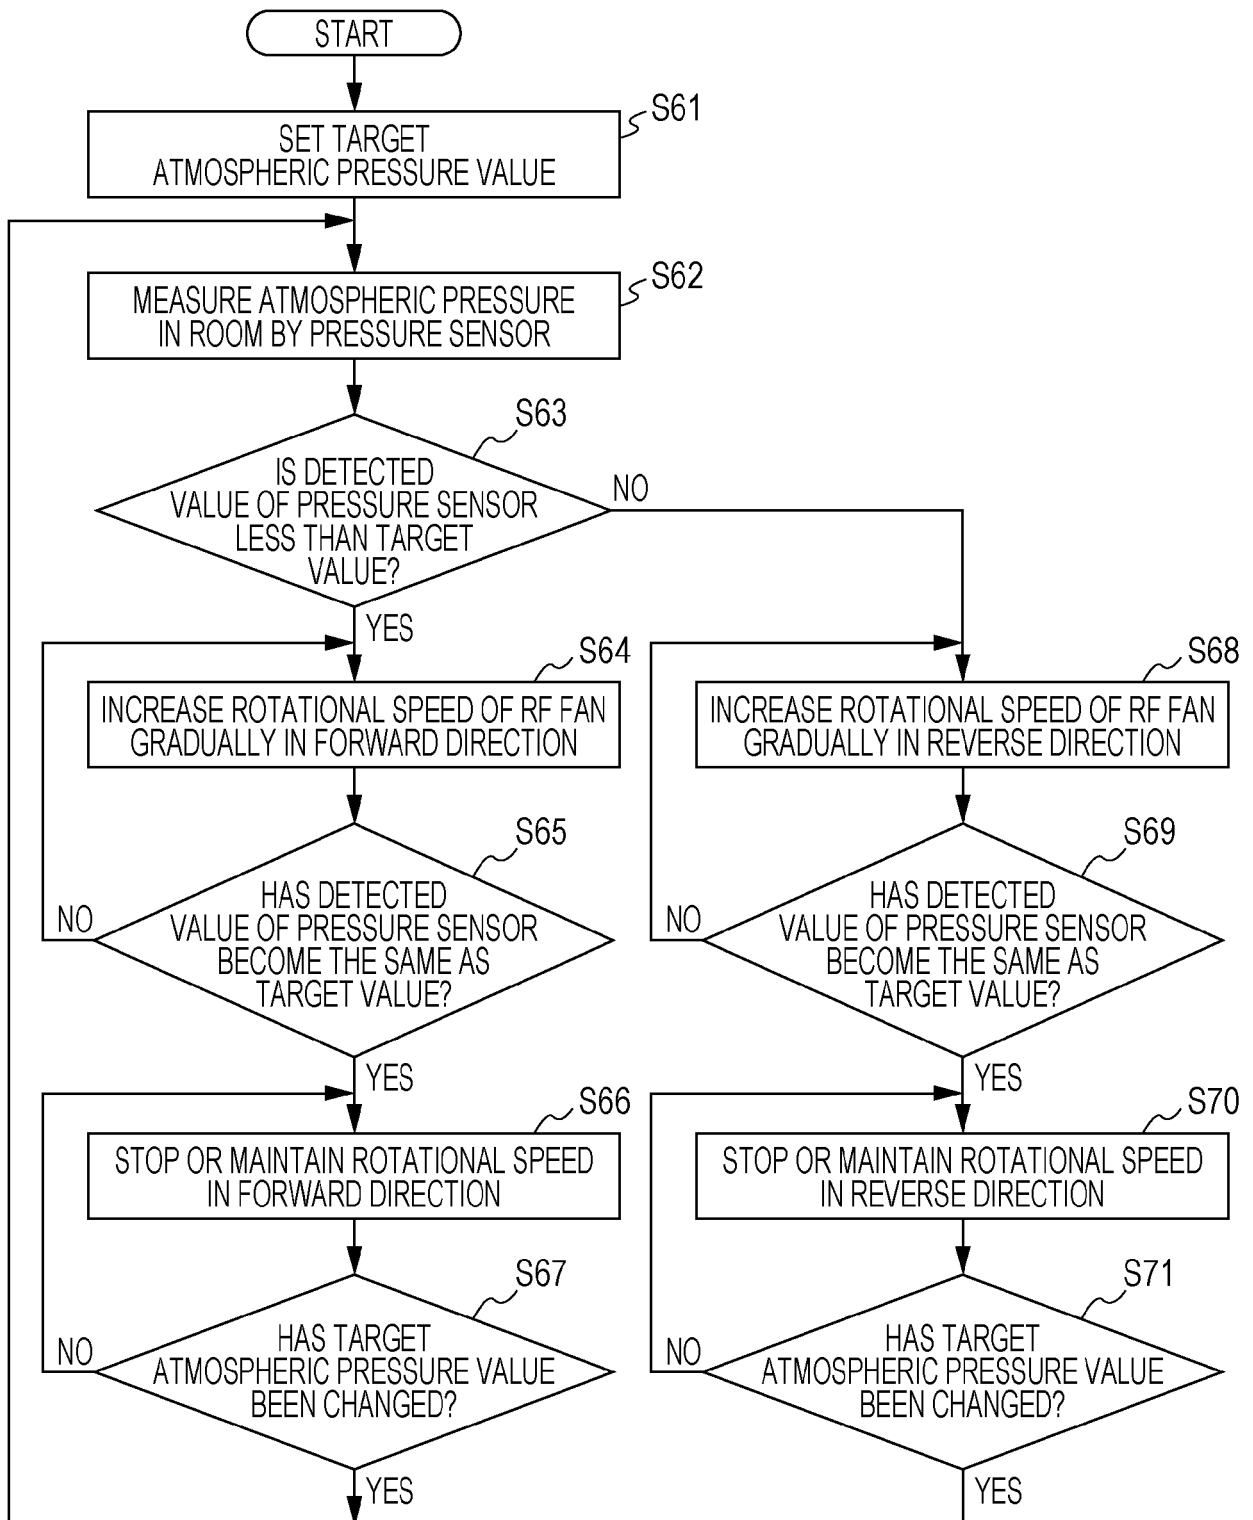 START
S61
SET TARGET
ATMOSPHERIC PRESSURE VALUE
S62
MEASURE ATMOSPHERIC PRESSURE
IN ROOM BY PRESSURE SENSOR
S63
IS DETECTED
VALUE OF PRESSURE SENSOR
LESS THAN TARGET
VALUE?
NO
YES
S64
INCREASE ROTATIONAL SPEED OF RF FAN
GRADUALLY IN FORWARD DIRECTION
S65
HAS DETECTED
VALUE OF PRESSURE SENSOR
BECOME THE SAME AS
TARGET VALUE?
NO
YES
S66
STOP OR MAINTAIN ROTATIONAL SPEED
IN FORWARD DIRECTION
S67
HAS TARGET
ATMOSPHERIC PRESSURE VALUE
BEEN CHANGED?
NO
YES
S68
INCREASE ROTATIONAL SPEED OF RF FAN
GRADUALLY IN REVERSE DIRECTION
S69
HAS DETECTED
VALUE OF PRESSURE SENSOR
BECOME THE SAME AS
TARGET VALUE?
NO
YES
S70
STOP OR MAINTAIN ROTATIONAL SPEED
IN REVERSE DIRECTION
S71
HAS TARGET
ATMOSPHERIC PRESSURE VALUE
BEEN CHANGED?
NO
YES